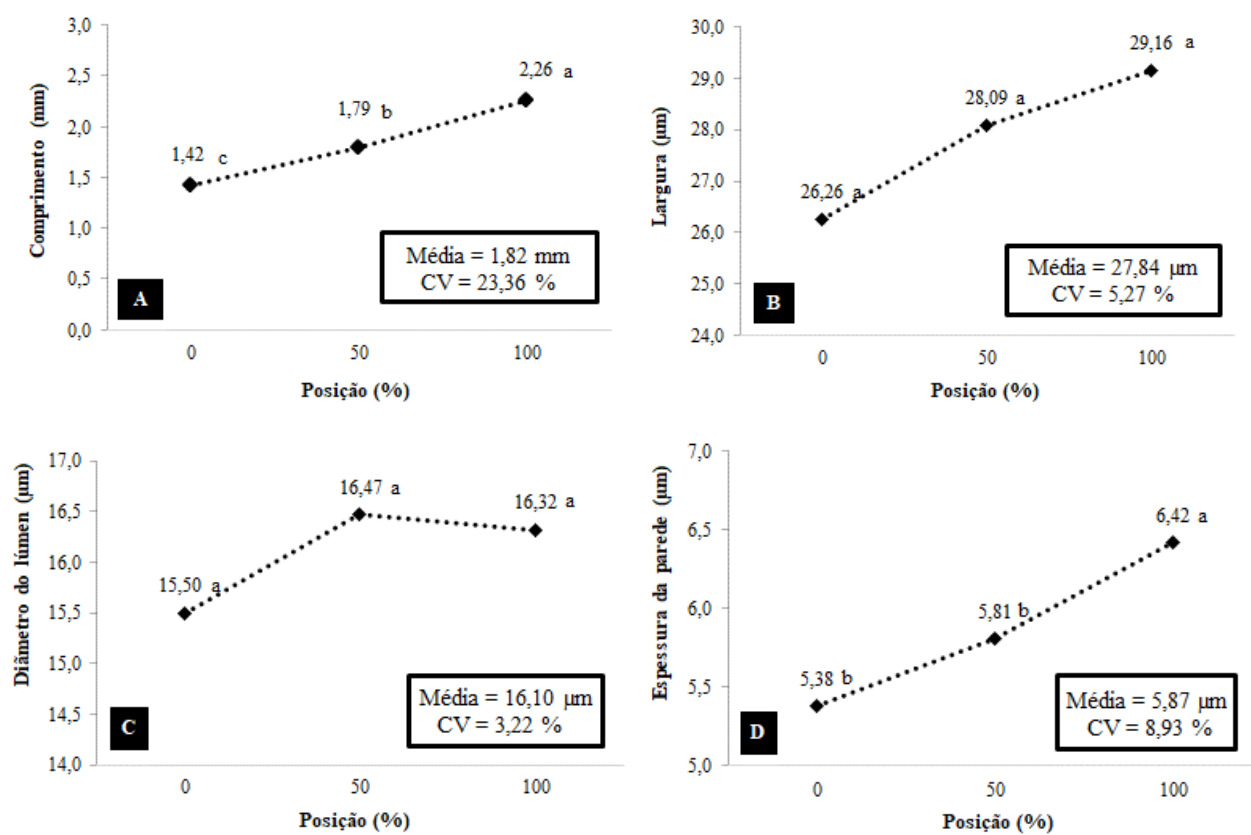 Comprimento (mm)
3,0
2,5
2,0
1,5
1,0
0,5
0,0
1,42 c
1,79 b
2,26 a
Média = 1,82 mm
CV = 23,36 %
A
0 50 100
Posição (%)
Largura (µm)
30,0
29,0
28,0
27,0
26,0
25,0
24,0
26,26 a
28,09 a
29,16 a
Média = 27,84 µm
CV = 5,27 %
B
0 50 100
Posição (%)
Diâmetro do lúmen (µm)
17,0
16,5
16,0
15,5
15,0
14,5
14,0
15,50 a
16,47 a
16,32 a
Média = 16,10 µm
CV = 3,22 %
C
0 50 100
Posição (%)
Espessura da parede (µm)
7,0
6,5
6,0
5,5
5,0
5,38 b
5,81 b
6,42 a
Média = 5,87 µm
CV = 8,93 %
D
0 50 100
Posição (%)